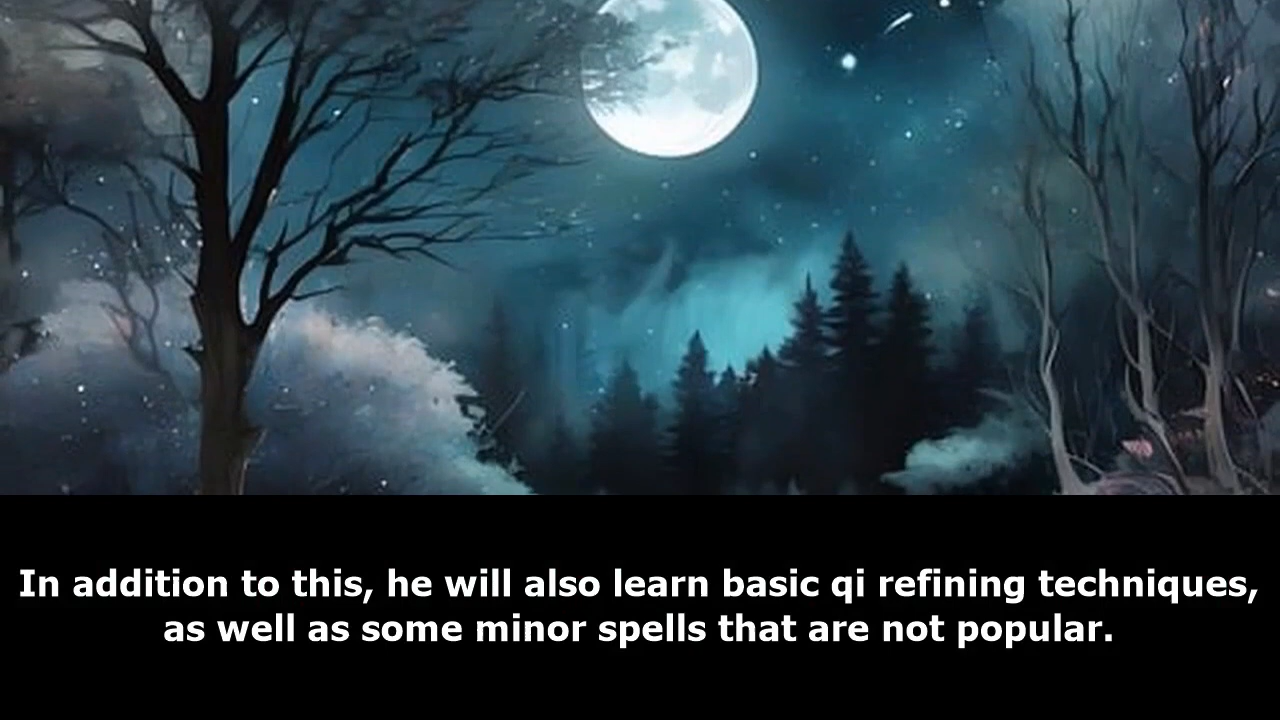 In addition to this, he will also learn basic qi refining techniques,
as well as some minor spells that are not popular.